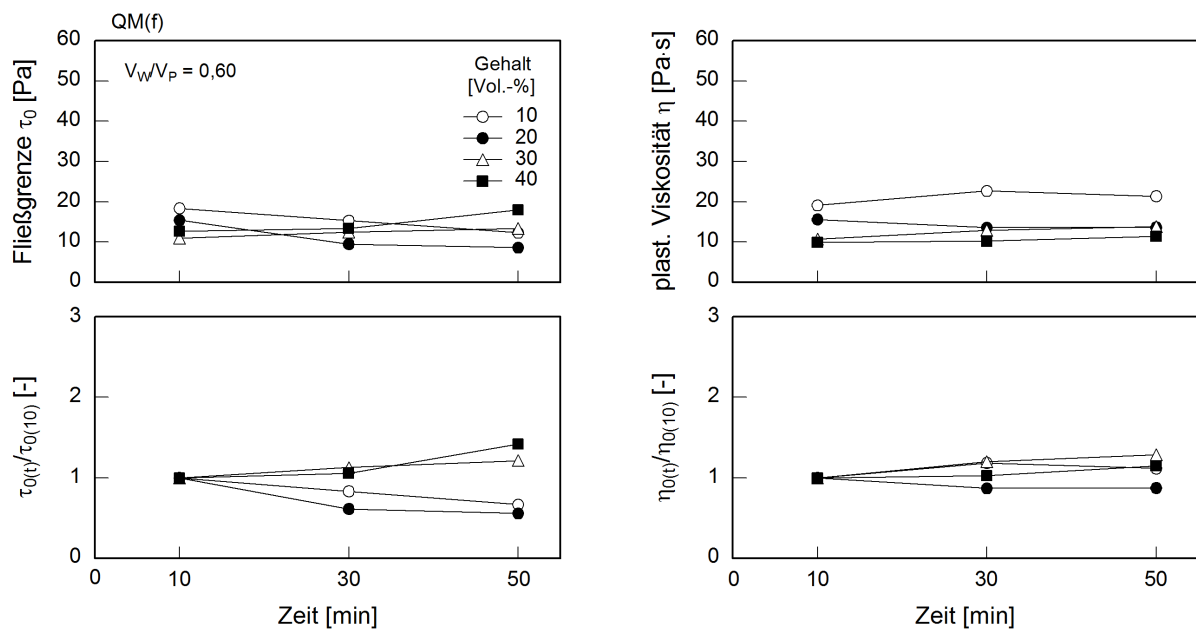 QM(f)
Fließgrenze τ0 [Pa]
60
50
40
30
20
10
0
VW/VP = 0,60
Gehalt
[Vol.-%]
10
20
30
40
plast. Viskosität η [Pa·s]
60
50
40
30
20
10
0
τ0(t)/τ0(10) [-]
3
2
1
0
0 10 30 50
Zeit [min]
η0(t)/η0(10) [-]
3
2
1
0
0 10 30 50
Zeit [min]